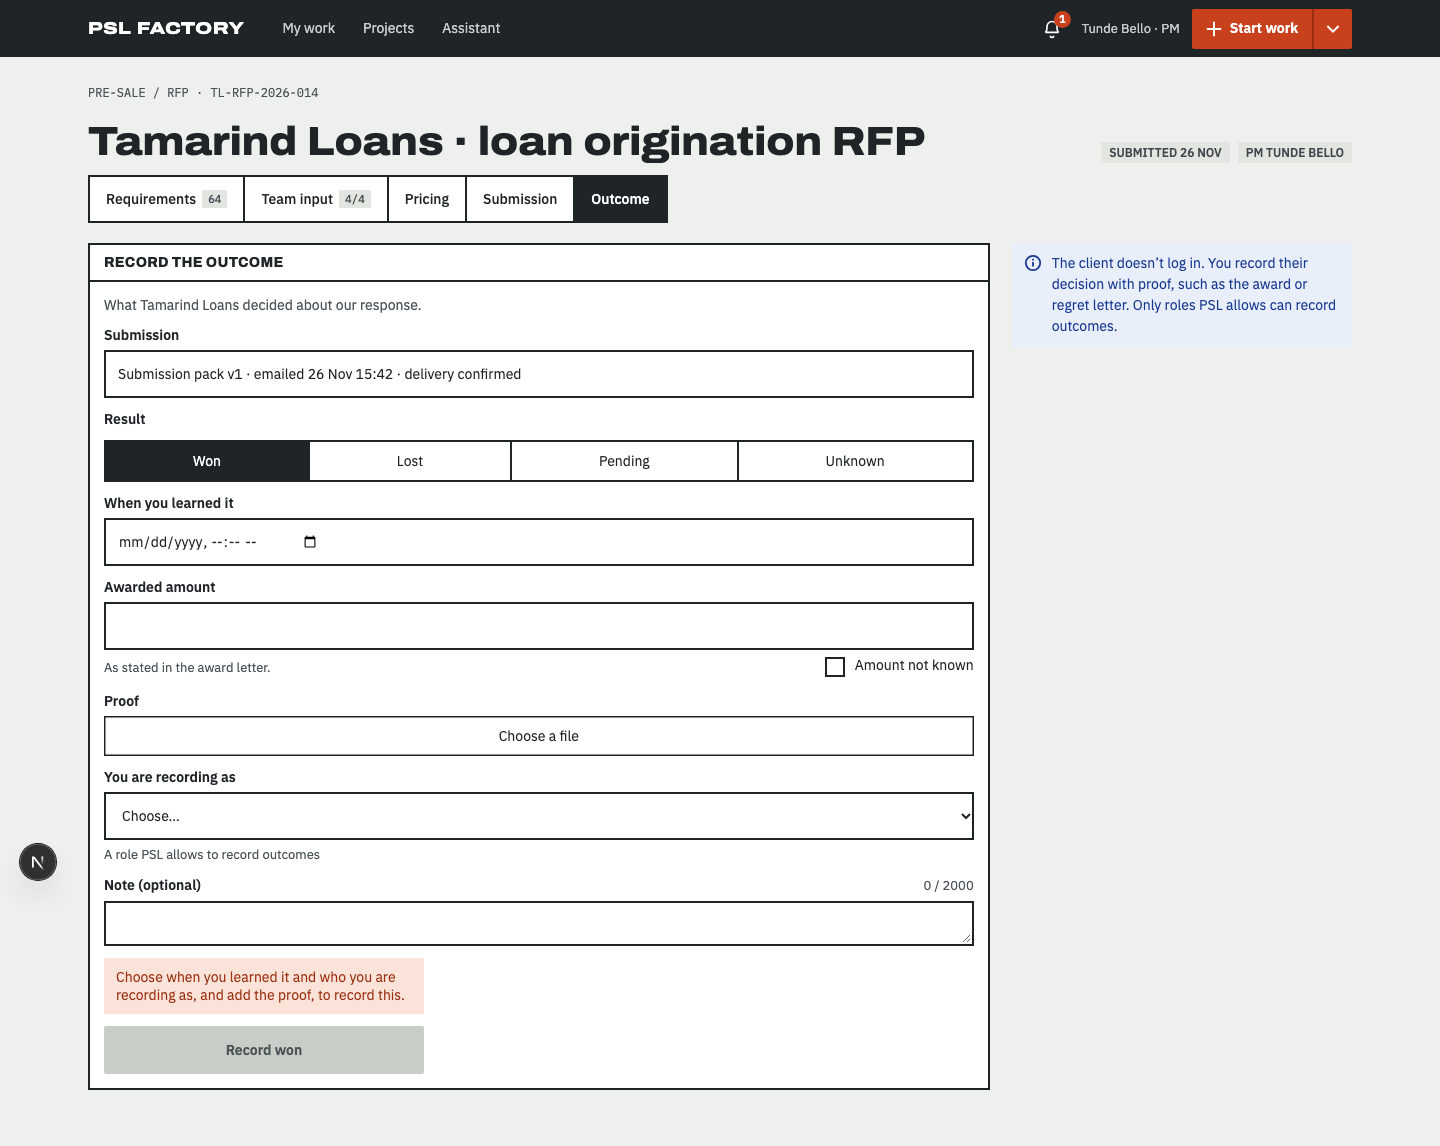 PSL FACTORY
My work
Projects
Assistant
1
Tunde Bello · PM
Start work
PRE-SALE / RFP · TL-RFP-2026-014
Tamarind Loans · loan origination RFP
SUBMITTED 26 NOV
PM TUNDE BELLO
Requirements 64
Team input 4/4
Pricing
Submission
Outcome
RECORD THE OUTCOME
What Tamarind Loans decided about our response.
Submission
Submission pack v1 · emailed 26 Nov 15:42 · delivery confirmed
Result
Won
Lost
Pending
Unknown
When you learned it
mm/dd/yyyy, --:-- --
Awarded amount
As stated in the award letter.
Amount not known
Proof
Choose a file
You are recording as
Choose...
A role PSL allows to record outcomes
Note (optional)
0 / 2000
Choose when you learned it and who you are
recording as, and add the proof, to record this.
Record won
The client doesn’t log in. You record their
decision with proof, such as the award or
regret letter. Only roles PSL allows can record
outcomes.
N